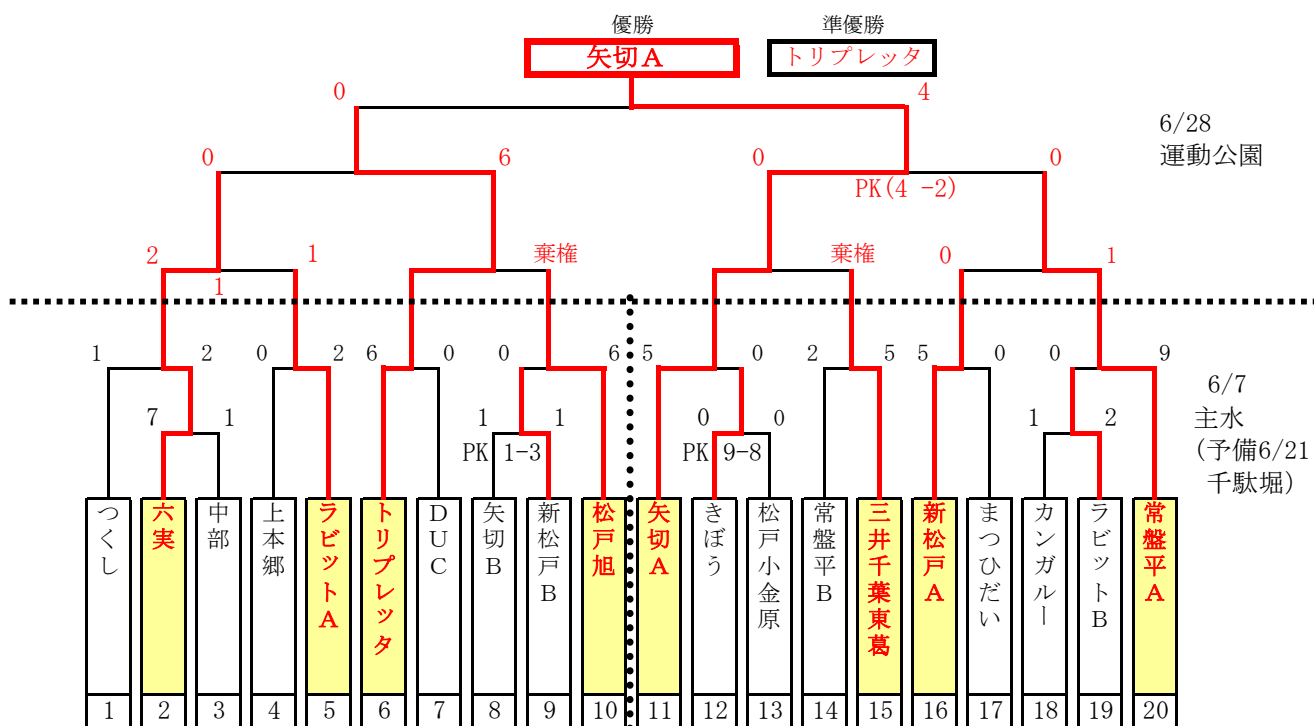 優勝
準優勝
矢切A
トリプレッタ
0
4
6/28
運動公園
0
6
0
0
PK(4 -2)
2
1
1
棄権
棄権
0
1
1
2
0
2
6
0
0
6
5
0
2
5
5
0
0
9
6/7
主水
(予備6/21
千駄堀)
7
1
1
1
PK 1-3
0
0
PK 9-8
1
2
つくし
六実
中部
上本郷
ラビットA
トリプレッタ
DUC
矢切B
新松戸B
松戸旭
矢切A
きぼう
松戸小金原
常盤平B
三井千葉東葛
新松戸A
まつひだい
カンガルー
ラビットB
常盤平A
1
2
3
4
5
6
7
8
9
10
11
12
13
14
15
16
17
18
19
20